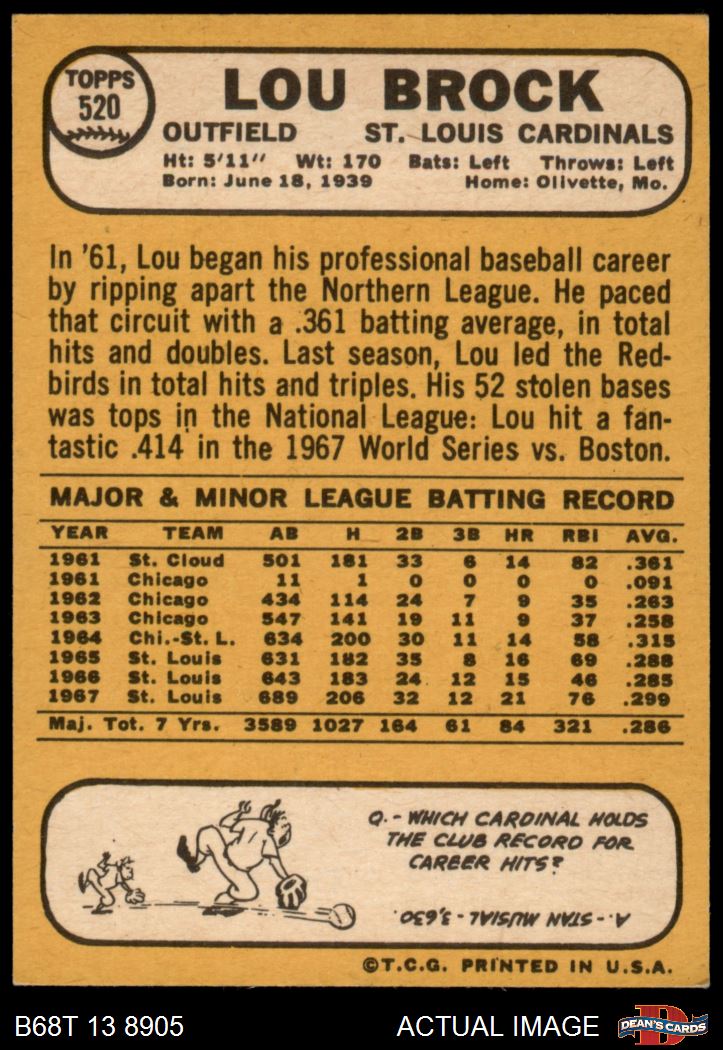 TOPPS
520
LOU BROCK
OUTFIELD ST. LOUIS CARDINALS
Ht: 5'11" Wt: 170 Bats: Left Throws: Left
Born: June 18, 1939 Home: Olivette, Mo.
In '61, Lou began his professional baseball career
by ripping apart the Northern League. He paced
that circuit with a .361 batting average, in total
hits and doubles. Last season, Lou led the Red-
birds in total hits and triples. His 52 stolen bases
was tops in the National League: Lou hit a fan-
tastic .414 in the 1967 World Series vs. Boston.
MAJOR & MINOR LEAGUE BATTING RECORD
YEAR TEAM AB H 2B 3B HR RBI AVG.
1961 St. Cloud 501 181 33 6 14 82 .361
1961 Chicago 11 1 0 0 0 0 .091
1962 Chicago 434 114 24 7 9 35 .263
1963 Chicago 547 141 19 11 9 37 .258
1964 Chi.-St. L. 634 200 30 11 14 58 .315
1965 St. Louis 631 182 35 8 16 69 .288
1966 St. Louis 643 183 24 12 15 46 .285
1967 St. Louis 689 206 32 12 21 76 .299
Maj. Tot. 7 Yrs. 3589 1027 164 61 84 321 .286
Q.- WHICH CARDINAL HOLDS
THE CLUB RECORD FOR
CAREER HITS?
A.- STAN MUSIAL - 3,630.
©T.C.G. PRINTED IN U.S.A.
B68T 13 8905 ACTUAL IMAGE
D
DEAN'S CARDS